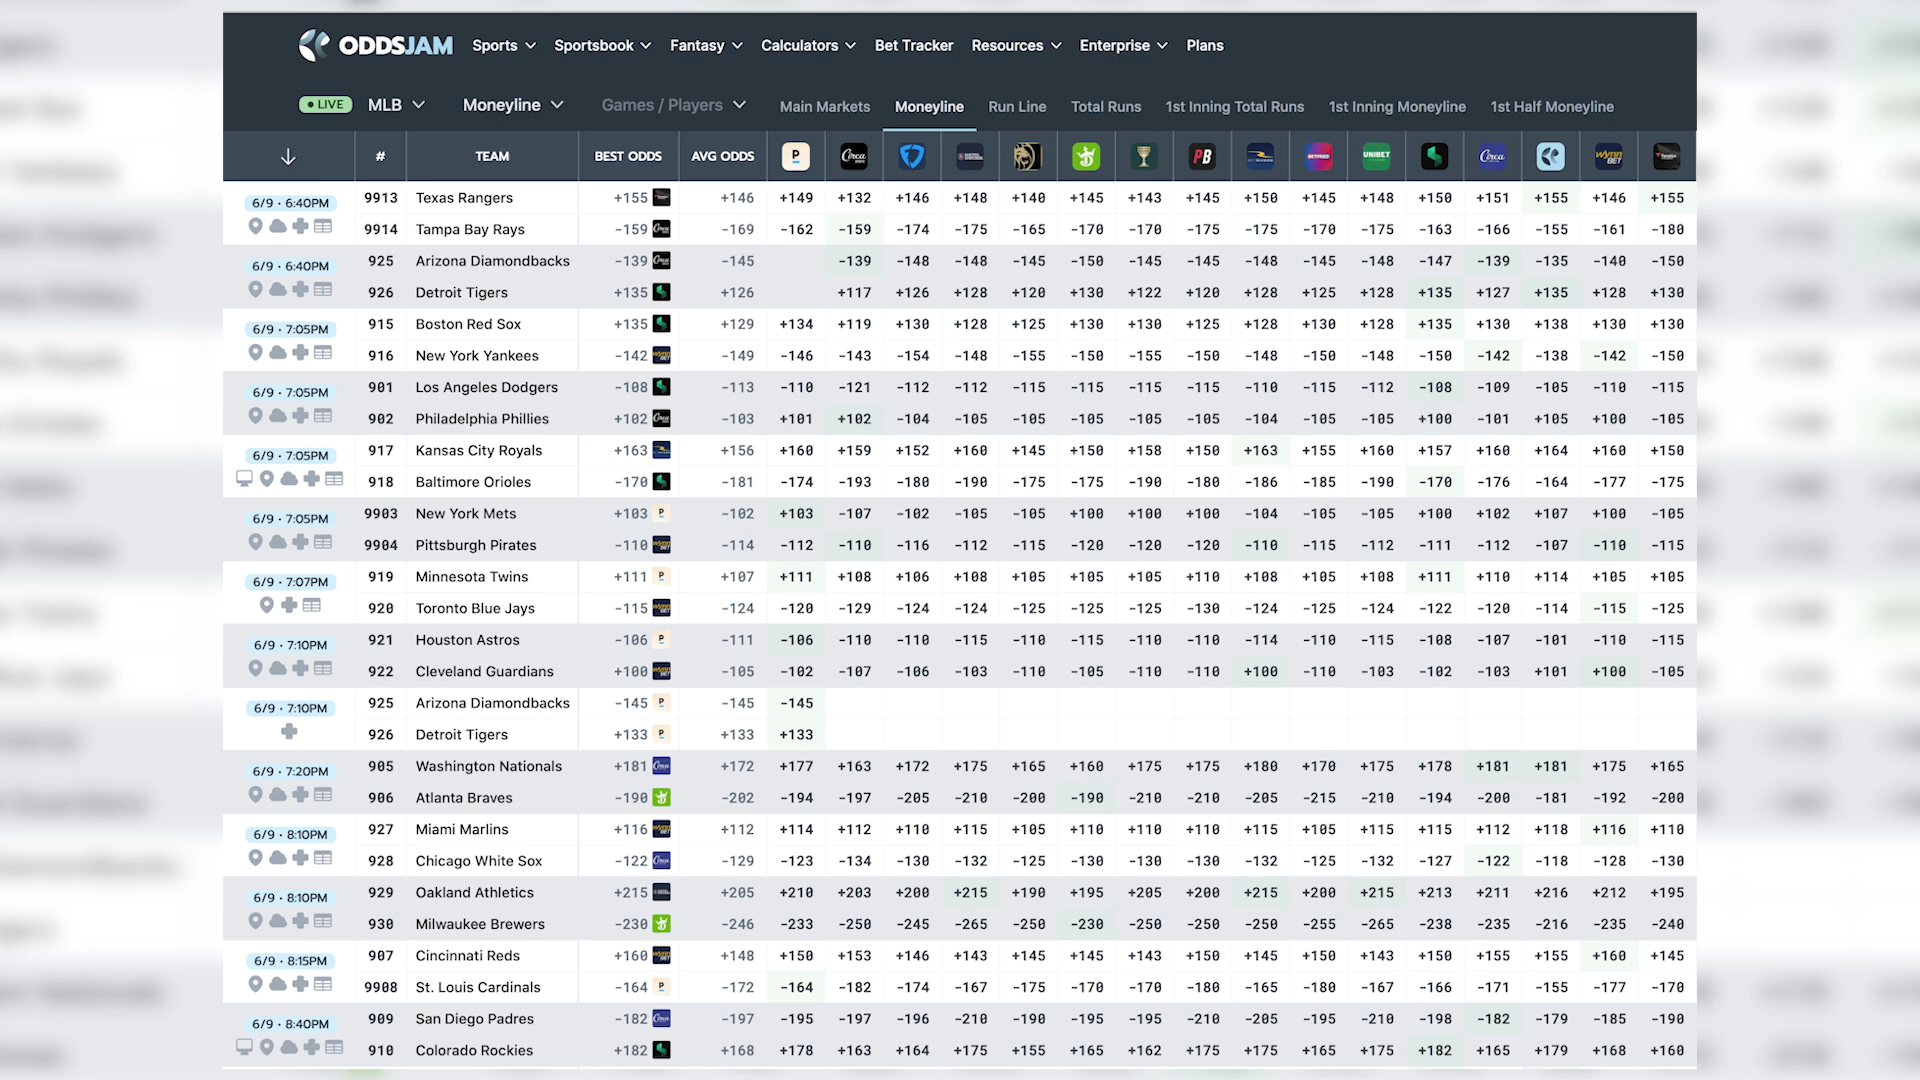 ODDSJAM Sports Sportsbook Fantasy Calculators Bet Tracker Resources Enterprise Plans
LIVE MLB Moneyline Games / Players Main Markets Moneyline Run Line Total Runs 1st Inning Total Runs 1st Inning Moneyline 1st Half Moneyline
# TEAM BEST ODDS AVG ODDS P Circa PB BETFRED UNIBET Circa WYNN BET
6/9 · 6:40PM 9913 Texas Rangers +155 +146 +149 +132 +146 +148 +140 +145 +143 +145 +150 +145 +148 +150 +151 +155 +146 +155
9914 Tampa Bay Rays -159 -169 -162 -159 -174 -175 -165 -170 -170 -175 -175 -170 -175 -163 -166 -155 -161 -180
6/9 · 6:40PM 925 Arizona Diamondbacks -139 -145 -139 -148 -148 -145 -150 -145 -145 -148 -145 -148 -147 -139 -135 -140 -150
926 Detroit Tigers +135 +126 +117 +126 +128 +120 +130 +122 +120 +128 +125 +128 +135 +127 +135 +128 +130
6/9 · 7:05PM 915 Boston Red Sox +135 +129 +134 +119 +130 +128 +125 +130 +130 +125 +128 +130 +128 +135 +130 +138 +130 +130
916 New York Yankees -142 -149 -146 -143 -154 -148 -155 -150 -155 -150 -148 -150 -148 -150 -142 -138 -142 -150
6/9 · 7:05PM 901 Los Angeles Dodgers -108 -113 -110 -121 -112 -112 -115 -115 -115 -115 -110 -115 -112 -108 -109 -105 -110 -115
902 Philadelphia Phillies +102 -103 +101 +102 -104 -105 -105 -105 -105 -105 -104 -105 -105 +100 -101 +105 +100 -105
6/9 · 7:05PM 917 Kansas City Royals +163 +156 +160 +159 +152 +160 +145 +150 +158 +150 +163 +155 +160 +157 +160 +164 +160 +150
918 Baltimore Orioles -170 -181 -174 -193 -180 -190 -175 -175 -190 -180 -186 -185 -190 -170 -176 -164 -177 -175
6/9 · 7:05PM 9903 New York Mets +103 -102 +103 -107 -102 -105 -105 +100 +100 +100 -104 -105 -105 +100 +102 +107 +100 -105
9904 Pittsburgh Pirates -110 -114 -112 -110 -116 -112 -115 -120 -120 -120 -110 -115 -112 -111 -112 -107 -110 -115
6/9 · 7:07PM 919 Minnesota Twins +111 +107 +111 +108 +106 +108 +105 +105 +105 +110 +108 +105 +108 +111 +110 +114 +105 +105
920 Toronto Blue Jays -115 -124 -120 -129 -124 -124 -125 -125 -125 -130 -124 -125 -124 -122 -120 -114 -115 -125
6/9 · 7:10PM 921 Houston Astros -106 -111 -106 -110 -110 -115 -110 -115 -110 -110 -114 -110 -115 -108 -107 -101 -110 -115
922 Cleveland Guardians +100 -105 -102 -107 -106 -103 -110 -105 -110 -110 +100 -110 -103 -102 -103 +101 +100 -105
6/9 · 7:10PM 925 Arizona Diamondbacks -145 -145 -145
926 Detroit Tigers +133 +133 +133
6/9 · 7:20PM 905 Washington Nationals +181 +172 +177 +163 +172 +175 +165 +160 +175 +175 +180 +170 +175 +178 +181 +181 +175 +165
906 Atlanta Braves -190 -202 -194 -197 -205 -210 -200 -190 -210 -210 -205 -215 -210 -194 -200 -181 -192 -200
6/9 · 8:10PM 927 Miami Marlins +116 +112 +114 +112 +110 +115 +105 +110 +110 +110 +115 +105 +115 +115 +112 +118 +116 +110
928 Chicago White Sox -122 -129 -123 -134 -130 -132 -125 -130 -130 -130 -132 -125 -132 -127 -122 -118 -128 -130
6/9 · 8:10PM 929 Oakland Athletics +215 +205 +210 +203 +200 +215 +190 +195 +205 +200 +215 +200 +215 +213 +211 +216 +212 +195
930 Milwaukee Brewers -230 -246 -233 -250 -245 -265 -250 -230 -250 -250 -250 -255 -265 -238 -235 -216 -235 -240
6/9 · 8:15PM 907 Cincinnati Reds +160 +148 +150 +153 +146 +143 +145 +145 +143 +150 +145 +150 +143 +150 +155 +155 +160 +145
9908 St. Louis Cardinals -164 -172 -164 -182 -174 -167 -175 -170 -170 -180 -165 -180 -167 -166 -171 -155 -177 -170
6/9 · 8:40PM 909 San Diego Padres -182 -197 -195 -197 -196 -210 -190 -195 -195 -210 -205 -195 -210 -198 -182 -179 -185 -190
910 Colorado Rockies +182 +168 +178 +163 +164 +175 +155 +165 +162 +175 +175 +165 +175 +182 +165 +179 +168 +160